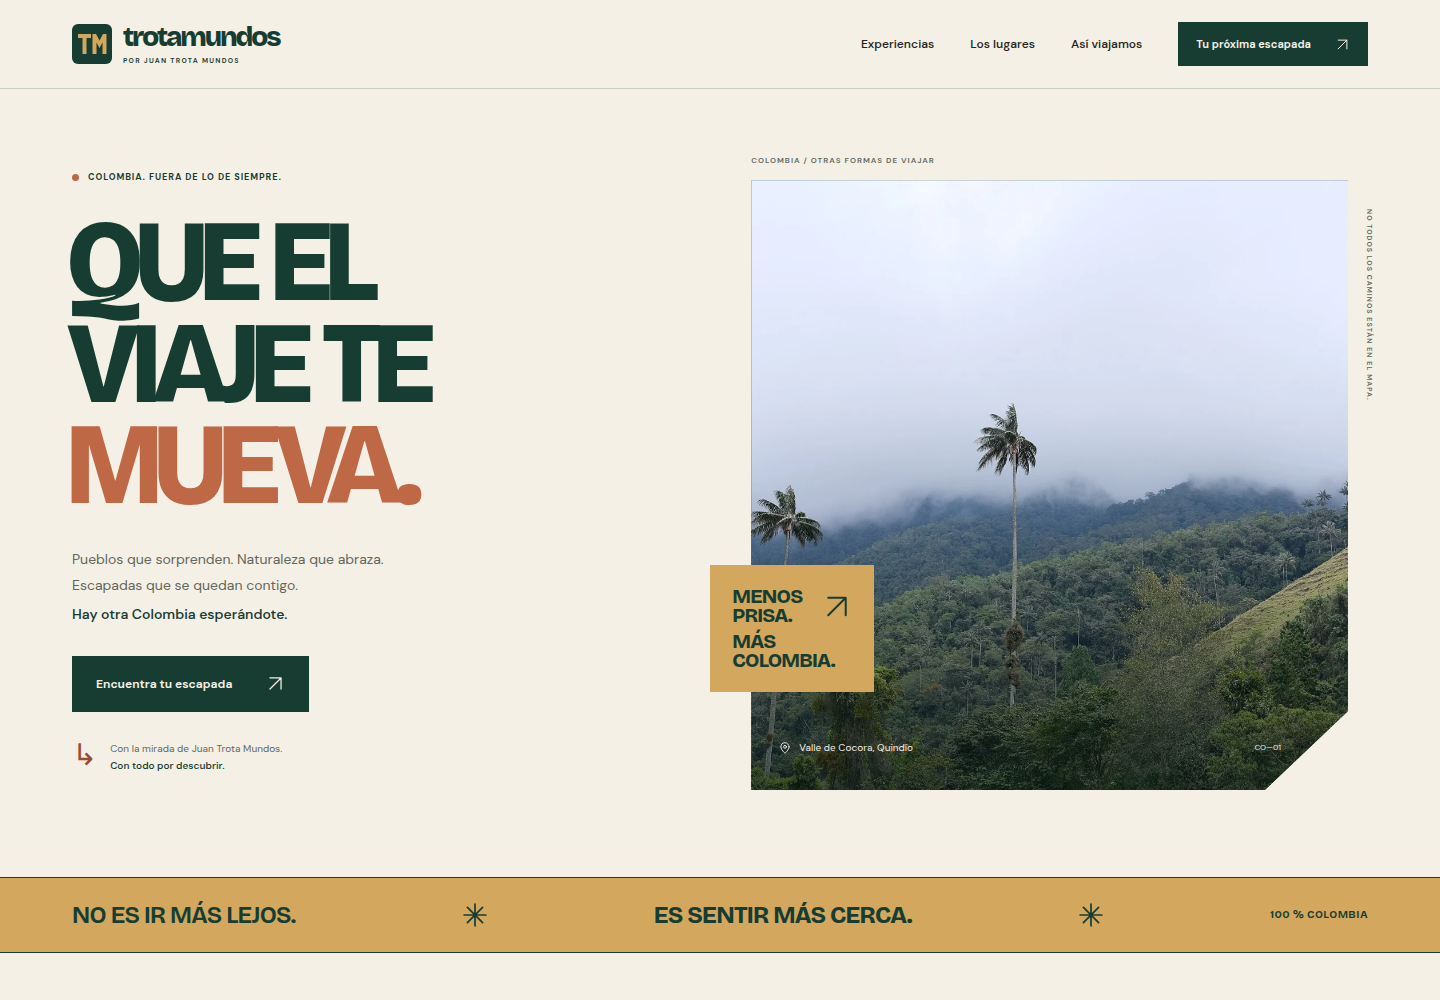 TM
trotamundos
POR JUAN TROTA MUNDOS
Experiencias
Los lugares
Así viajamos
Tu próxima escapada
COLOMBIA. FUERA DE LO DE SIEMPRE.
QUE EL
VIAJE TE
MUEVA.
Pueblos que sorprenden. Naturaleza que abraza.
Escapadas que se quedan contigo.
Hay otra Colombia esperándote.
Encuentra tu escapada
Con la mirada de Juan Trota Mundos.
Con todo por descubrir.
COLOMBIA / OTRAS FORMAS DE VIAJAR
NO TODOS LOS CAMINOS ESTÁN EN EL MAPA.
MENOS
PRISA.
MÁS
COLOMBIA.
Valle de Cocora, Quindío
CO—01
NO ES IR MÁS LEJOS.
ES SENTIR MÁS CERCA.
100 % COLOMBIA